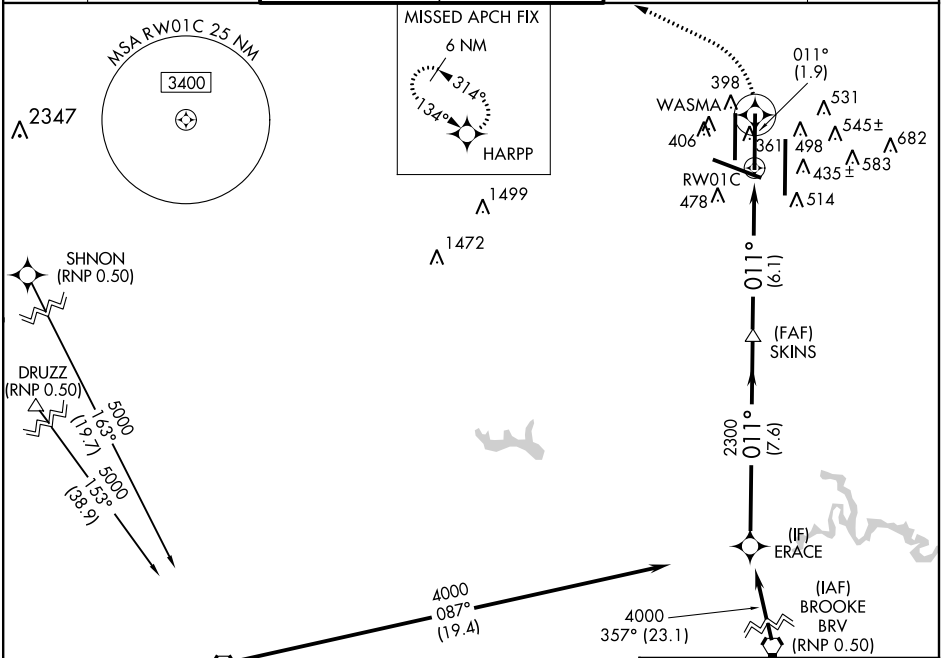 MSA RW01C 25 NM
3400
2347
MISSED APCH FIX
6 NM
314°
134°
HARPP
1499
1472
011°
(1.9)
398
WASMA
406
361
531
545±
498
682
435±
583
RW01C
478
514
SHNON
(RNP 0.50)
DRUZZ
(RNP 0.50)
5000
163°
(19.7)
5000
153°
(38.9)
011°
(6.1)
(FAF)
SKINS
2300
011°
(7.6)
(IF)
ERACE
4000
087°
(19.4)
4000
357° (23.1)
(IAF)
BROOKE
BRV
(RNP 0.50)